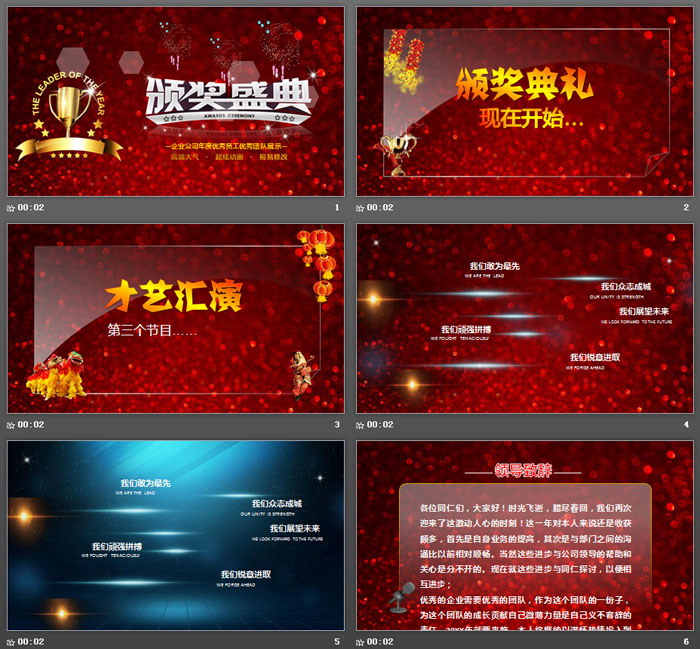 THE LEADER OF THE YEAR
颁奖盛典
AWARDS CEREMONY
—企业公司年度优秀员工优秀团队展示—
高端大气 · 超炫动画 · 极易修改
00:02
1
颁奖典礼
现在开始...
00:02
2
才艺汇演
第三个节目……
00:02
3
我们敢为最先
WE ARE THE LEAD
我们众志成城
OUR UNITY IS STRENGTH
我们展望未来
WE LOOK FORWARD TO THE FUTURE
我们顽强拼搏
WE FOUGHT TENACIOUSLY
我们锐意进取
WE FORGE AHEAD
00:02
4
我们敢为最先
WE ARE THE LEAD
我们众志成城
OUR UNITY IS STRENGTH
我们展望未来
WE LOOK FORWARD TO THE FUTURE
我们顽强拼搏
WE FOUGHT TENACIOUSLY
我们锐意进取
WE FORGE AHEAD
00:02
5
领导致辞
各位同仁们，大家好！时光飞逝，腊尽春回，我们再次
迎来了这激动人心的时刻！这一年对本人来说还是收获
颇多，首先是自身业务的提高，其次是与部门之间的沟
通比以前相对顺畅。当然这些进步与公司领导的帮助和
关心是分不开的。现在就这些进步与同仁探讨，以便相
互进步；
优秀的企业需要优秀的团队，作为这个团队的一份子，
为这个团队的成长贡献自己微薄力量是自己义不容辞的
00:02
6